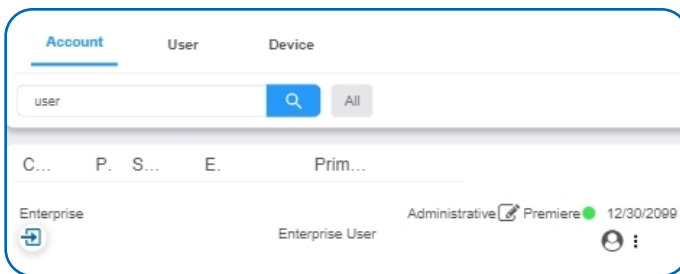 Account User Device
user All
C... P. S... E. Prim...
Enterprise Administrative Premiere 12/30/2099
Enterprise User